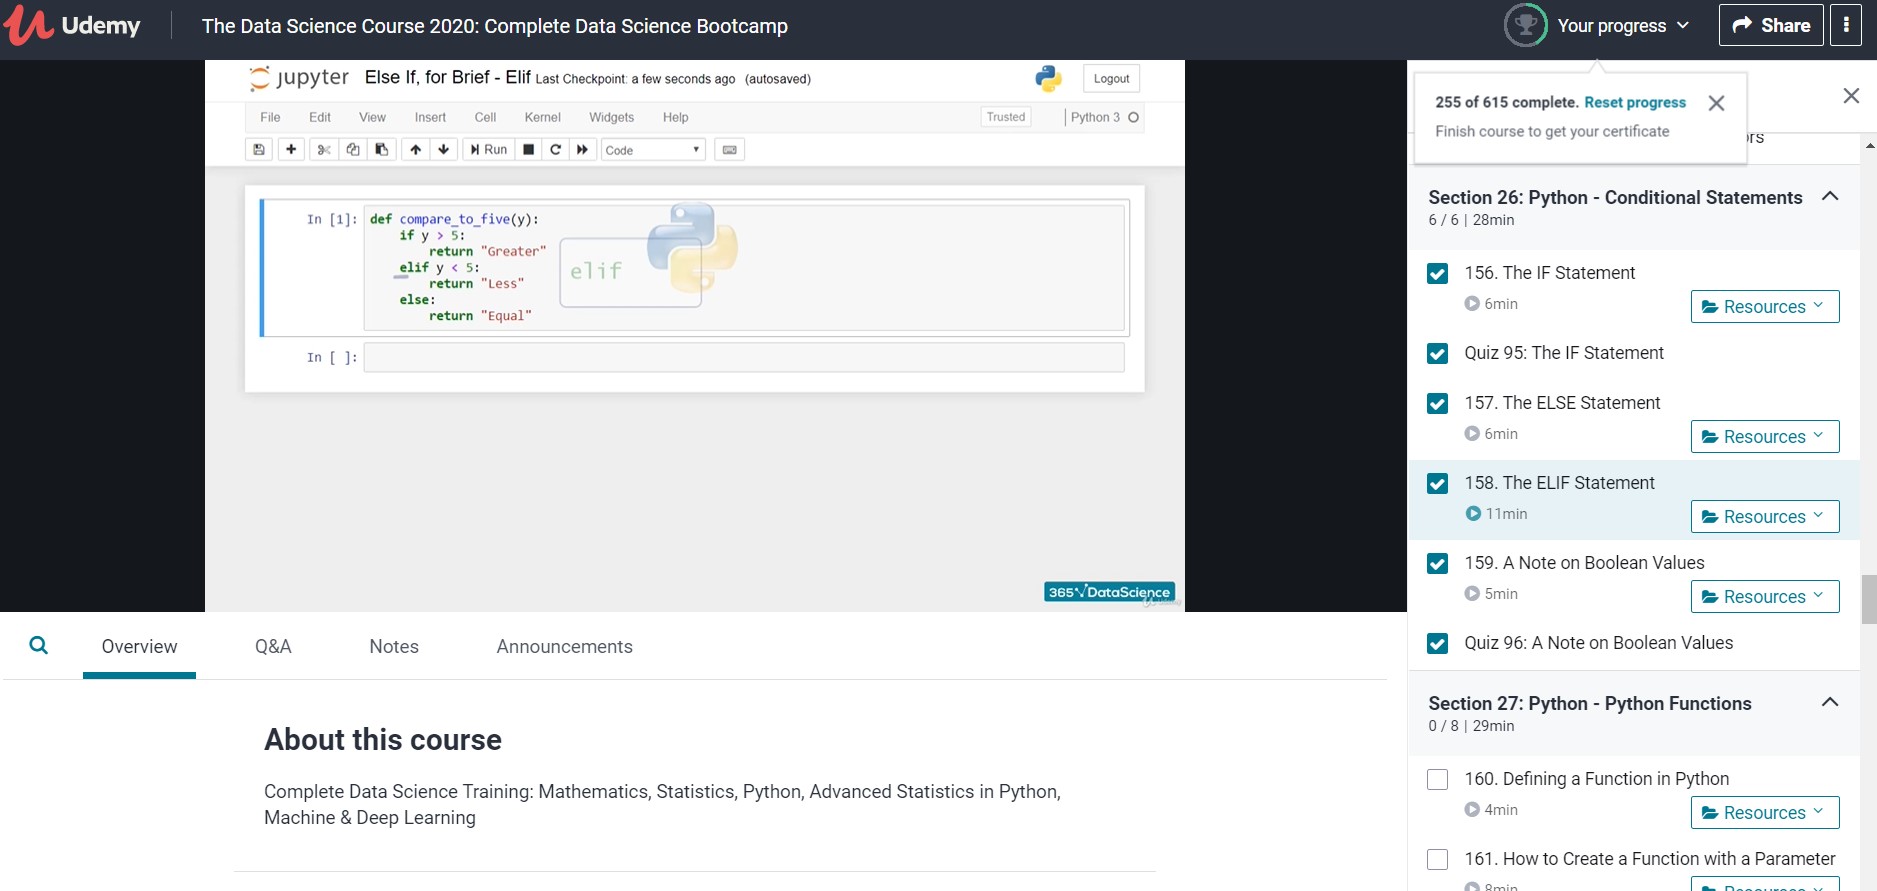 Udemy
The Data Science Course 2020: Complete Data Science Bootcamp
Your progress
Share
255 of 615 complete. Reset progress
Finish course to get your certificate
jupyter Else If, for Brief - Elif Last Checkpoint: a few seconds ago (autosaved)
Logout
File Edit View Insert Cell Kernel Widgets Help
Trusted
Python 3
Run
Code
In [1]: def compare_to_five(y):
if y > 5:
return "Greater"
elif y < 5:
return "Less"
else:
return "Equal"
elif
In [ ]:
365 DataScience
Overview
Q&A
Notes
Announcements
About this course
Complete Data Science Training: Mathematics, Statistics, Python, Advanced Statistics in Python,
Machine & Deep Learning
Section 26: Python - Conditional Statements
6 / 6 | 28min
156. The IF Statement
6min
Resources
Quiz 95: The IF Statement
157. The ELSE Statement
6min
Resources
158. The ELIF Statement
11min
Resources
159. A Note on Boolean Values
5min
Resources
Quiz 96: A Note on Boolean Values
Section 27: Python - Python Functions
0 / 8 | 29min
160. Defining a Function in Python
4min
Resources
161. How to Create a Function with a Parameter
8min
Resources